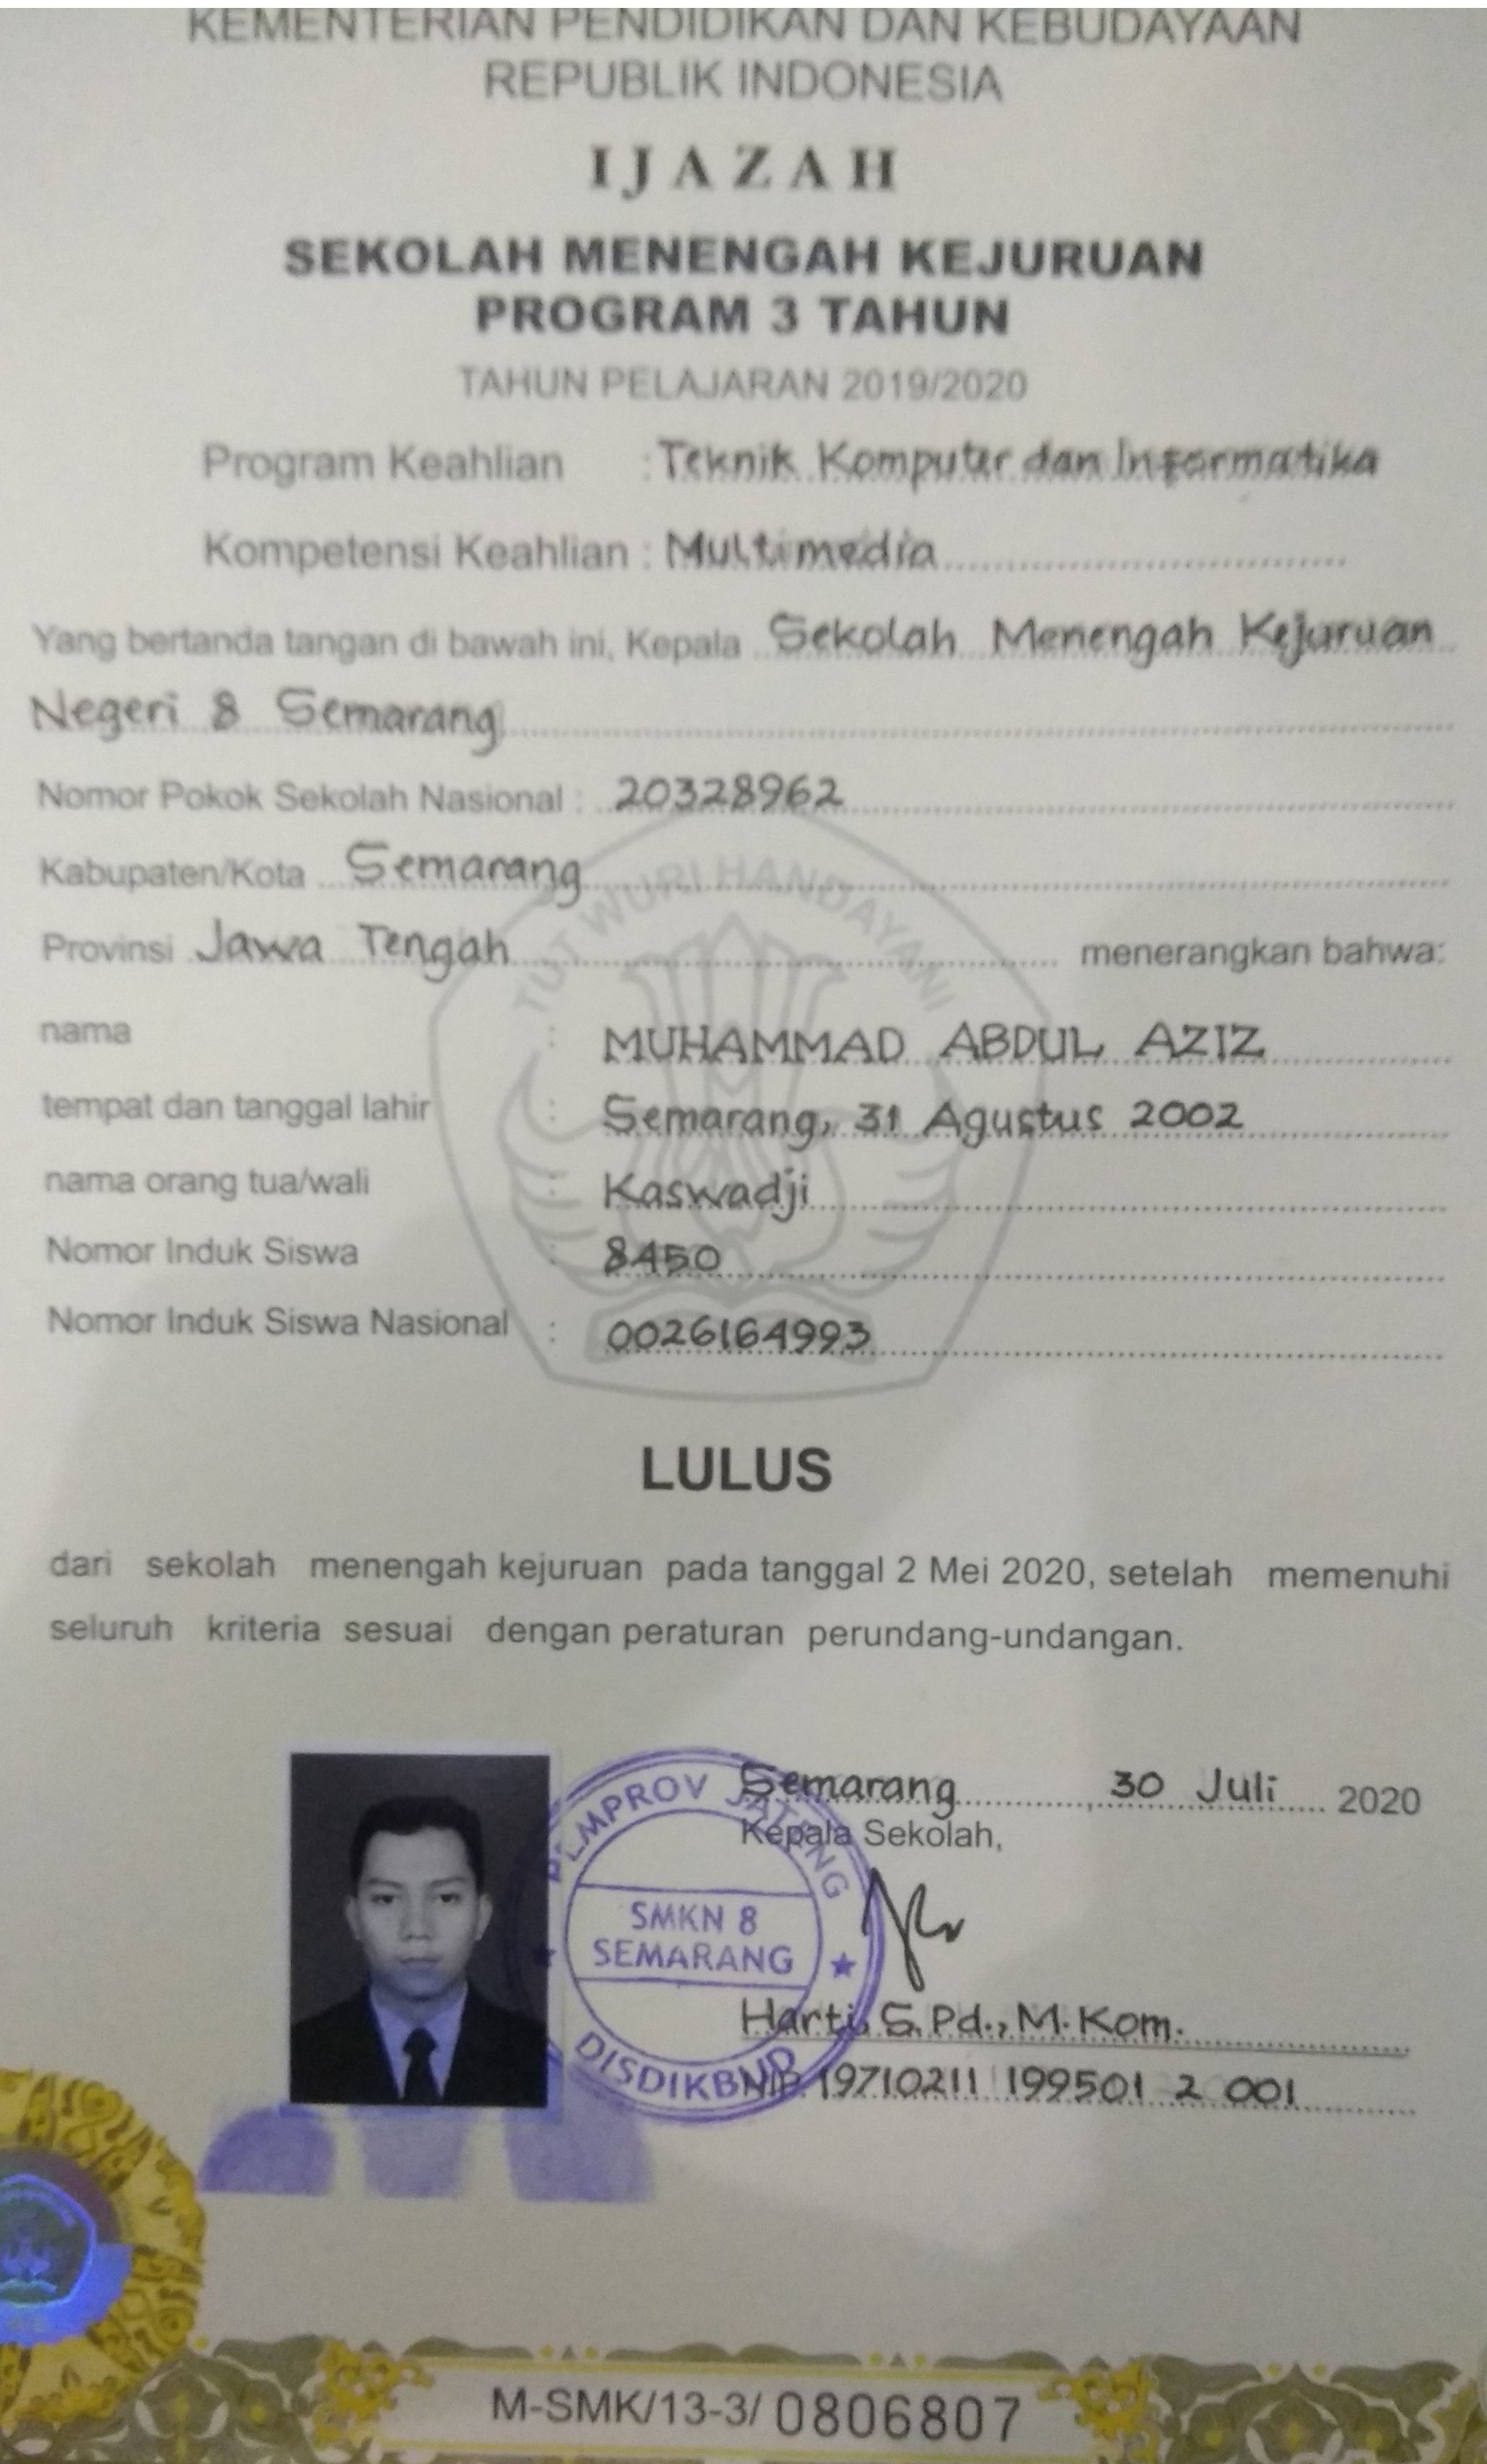 KEMENTERIAN PENDIDIKAN DAN KEBUDAYAAN
REPUBLIK INDONESIA
IJAZAH
SEKOLAH MENENGAH KEJURUAN
PROGRAM 3 TAHUN
TAHUN PELAJARAN 2019/2020
Program Keahlian : Teknik Komputer dan Informatika
Kompetensi Keahlian : Multimedia
Yang bertanda tangan di bawah ini, Kepala Sekolah Menengah Kejuruan
Negeri 8 Semarang
Nomor Pokok Sekolah Nasional : 20328962
Kabupaten/Kota Semarang
TUT WURI HANDAYANI
Provinsi Jawa Tengah menerangkan bahwa:
nama : MUHAMMAD ABDUL AZIZ
tempat dan tanggal lahir : Semarang, 31 Agustus 2002
nama orang tua/wali : Kaswadji
Nomor Induk Siswa : 8450
Nomor Induk Siswa Nasional : 0026164993
LULUS
dari sekolah menengah kejuruan pada tanggal 2 Mei 2020, setelah memenuhi
seluruh kriteria sesuai dengan peraturan perundang-undangan.
Semarang, 30 Juli 2020
Kepala Sekolah,
PEMPROV JATENG
SMKN 8
SEMARANG
DISDIKBUD
Harti, S.Pd., M.Kom.
NIP. 19710211 199501 2 001
M-SMK/13-3/ 0806807